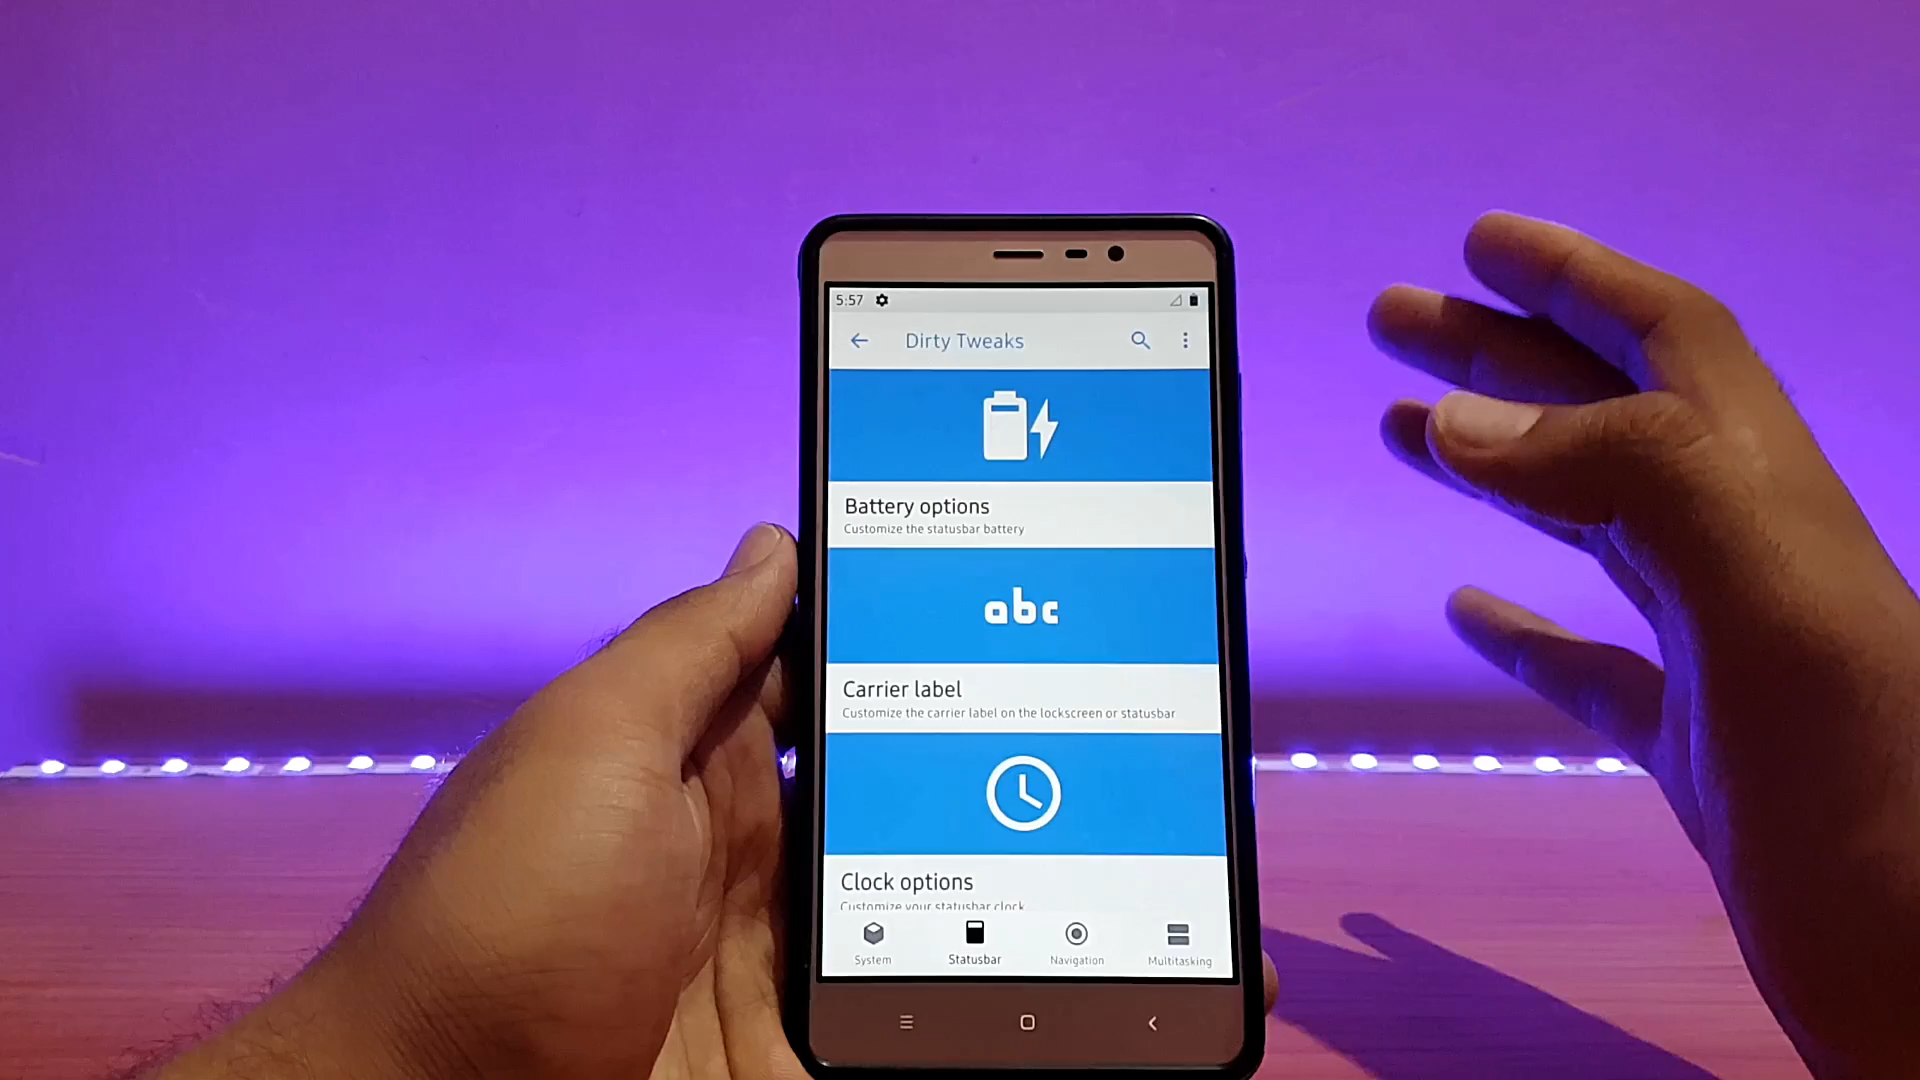 5:57
Dirty Tweaks
Battery options
Customize the statusbar battery
abc
Carrier label
Customize the carrier label on the lockscreen or statusbar
Clock options
Customize your statusbar clock
System
Statusbar
Navigation
Multitasking